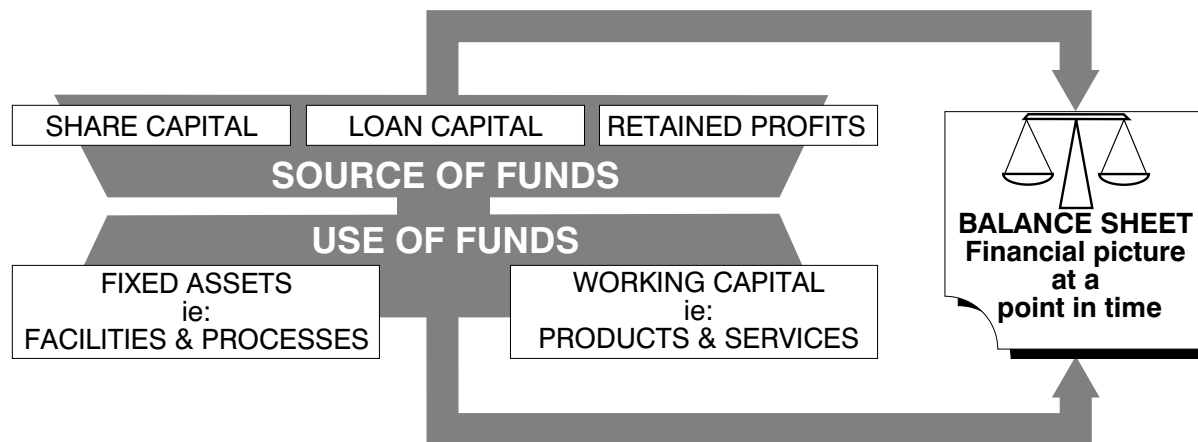 SHARE CAPITAL
LOAN CAPITAL
RETAINED PROFITS
SOURCE OF FUNDS
USE OF FUNDS
FIXED ASSETS
ie:
FACILITIES & PROCESSES
WORKING CAPITAL
ie:
PRODUCTS & SERVICES
BALANCE SHEET
Financial picture
at a
point in time